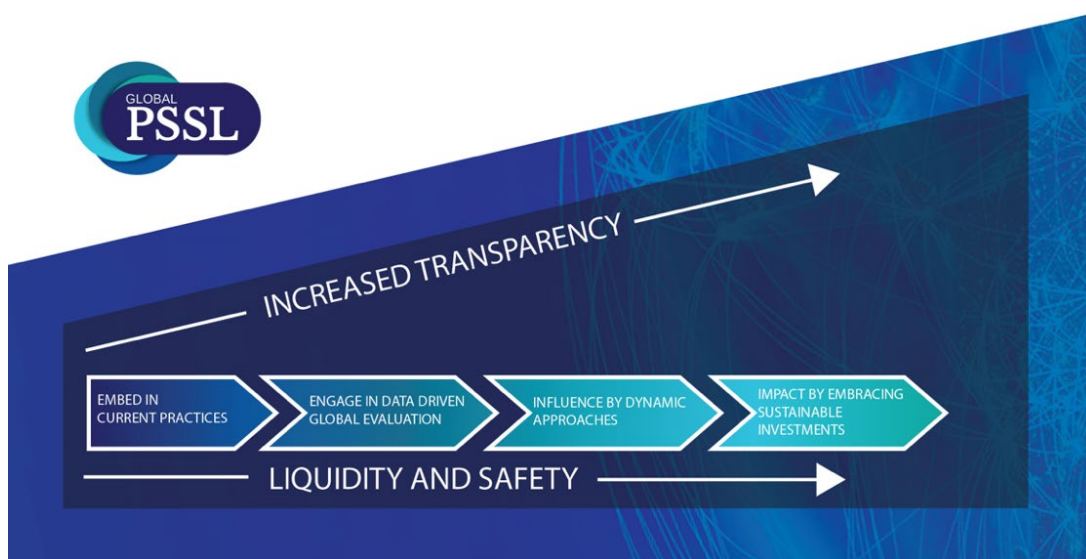 GLOBAL
PSSL
INCREASED TRANSPARENCY
EMBED IN
CURRENT PRACTICES
ENGAGE IN DATA DRIVEN
GLOBAL EVALUATION
INFLUENCE BY DYNAMIC
APPROACHES
IMPACT BY EMBRACING
SUSTAINABLE
INVESTMENTS
LIQUIDITY AND SAFETY